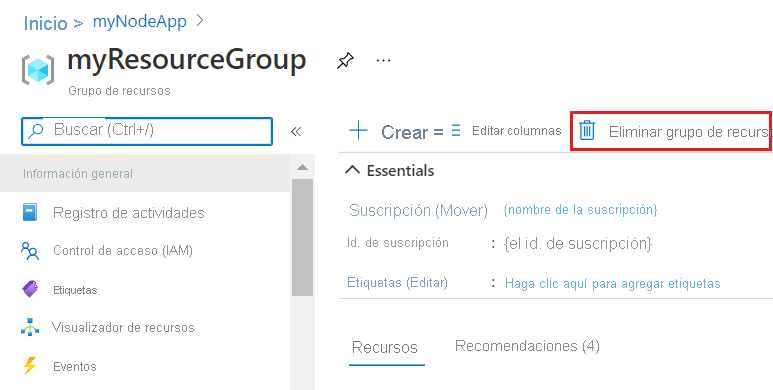 Inicio > myNodeApp >
myResourceGroup
Grupo de recursos
Buscar (Ctrl+/)
Información general
Registro de actividades
Control de acceso (IAM)
Etiquetas
Visualizador de recursos
Eventos
+ Crear = Editar columnas Eliminar grupo de recurs
Essentials
Suscripción (Mover) {nombre de la suscripción}
Id. de suscripción : {el id. de suscripción}
Etiquetas (Editar) : Haga clic aquí para agregar etiquetas
Recursos Recomendaciones (4)